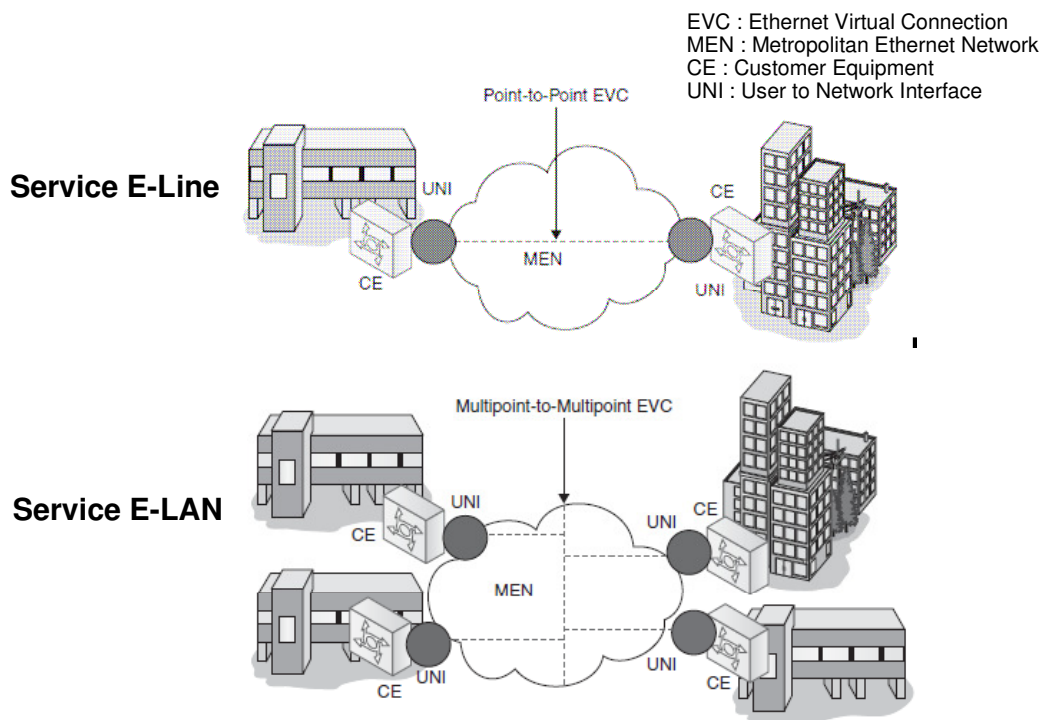 EVC : Ethernet Virtual Connection
MEN : Metropolitan Ethernet Network
CE : Customer Equipment
UNI : User to Network Interface
Point-to-Point EVC
Service E-Line
UNI
CE
MEN
CE
UNI
Multipoint-to-Multipoint EVC
Service E-LAN
UNI
CE
UNI
CE
MEN
UNI
CE
UNI
CE